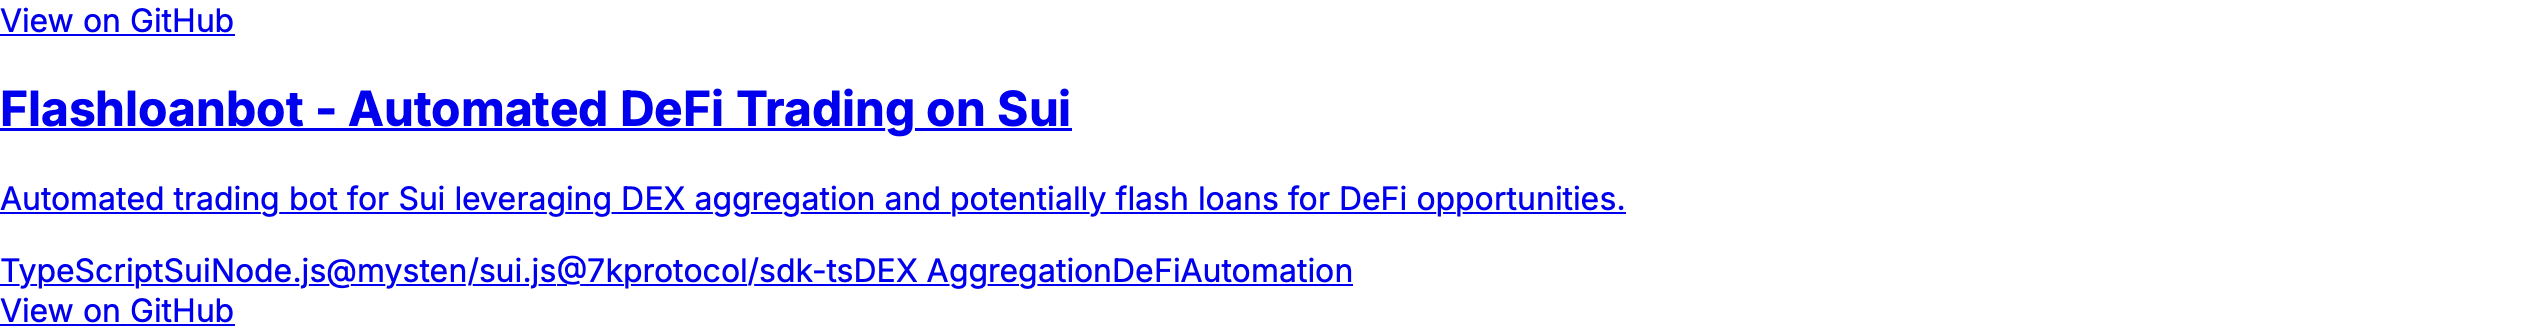 View on GitHub
Flashloanbot - Automated DeFi Trading on Sui
Automated trading bot for Sui leveraging DEX aggregation and potentially flash loans for DeFi opportunities.
TypeScriptSuiNode.js@mysten/sui.js@7kprotocol/sdk-tsDEX AggregationDeFiAutomation
View on GitHub